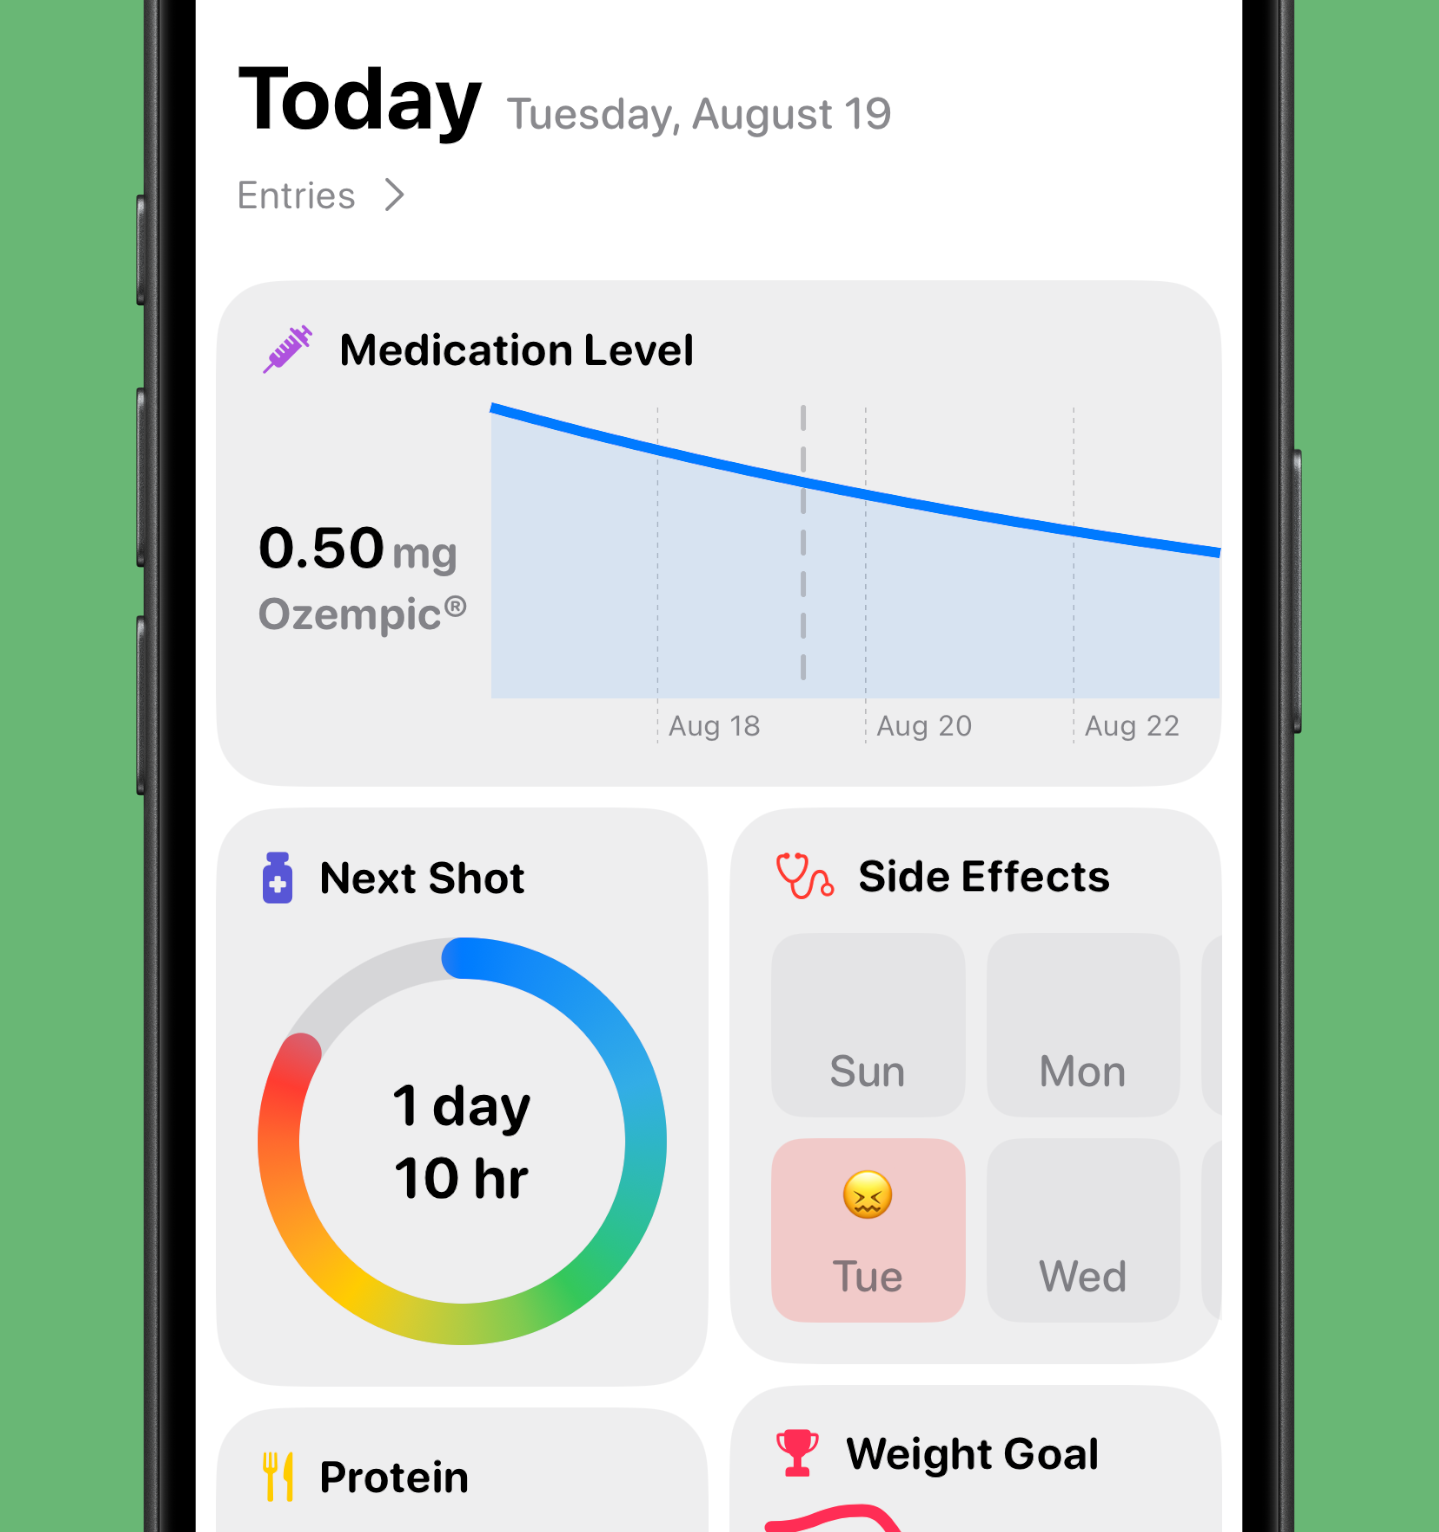 Today Tuesday, August 19
Entries >
Medication Level
0.50 mg
Ozempic®
Aug 18 Aug 20 Aug 22
Next Shot
1 day
10 hr
Side Effects
Sun Mon
Tue Wed
Protein
Weight Goal